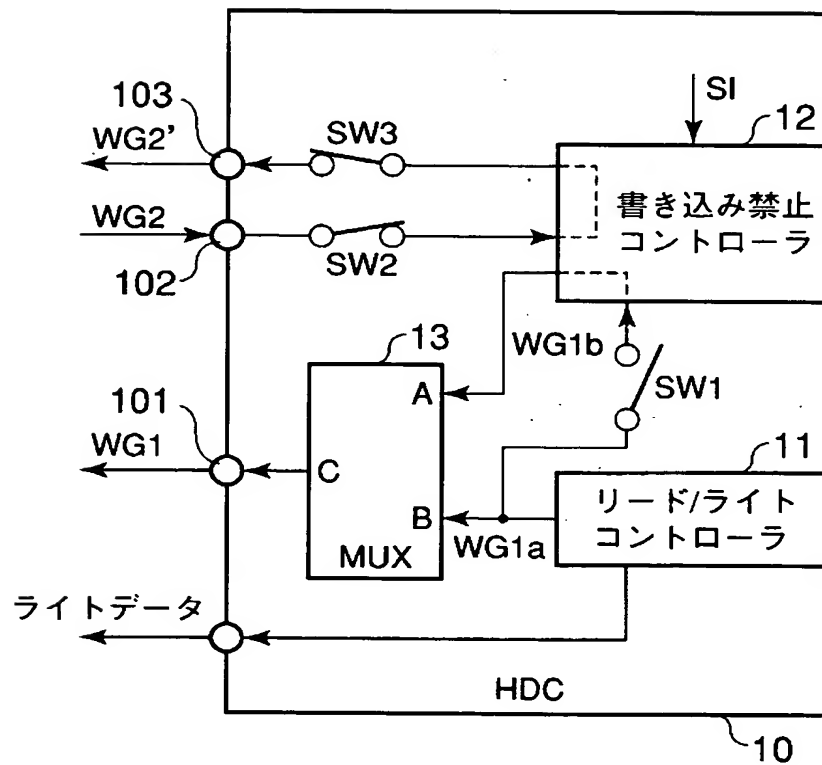 SI
12
103
WG2'
SW3
書き込み禁止
コントローラ
WG2
SW2
102
13
WG1b
A
SW1
101
WG1
C
11
リード/ライト
コントローラ
B
WG1a
MUX
ライトデータ
HDC
10